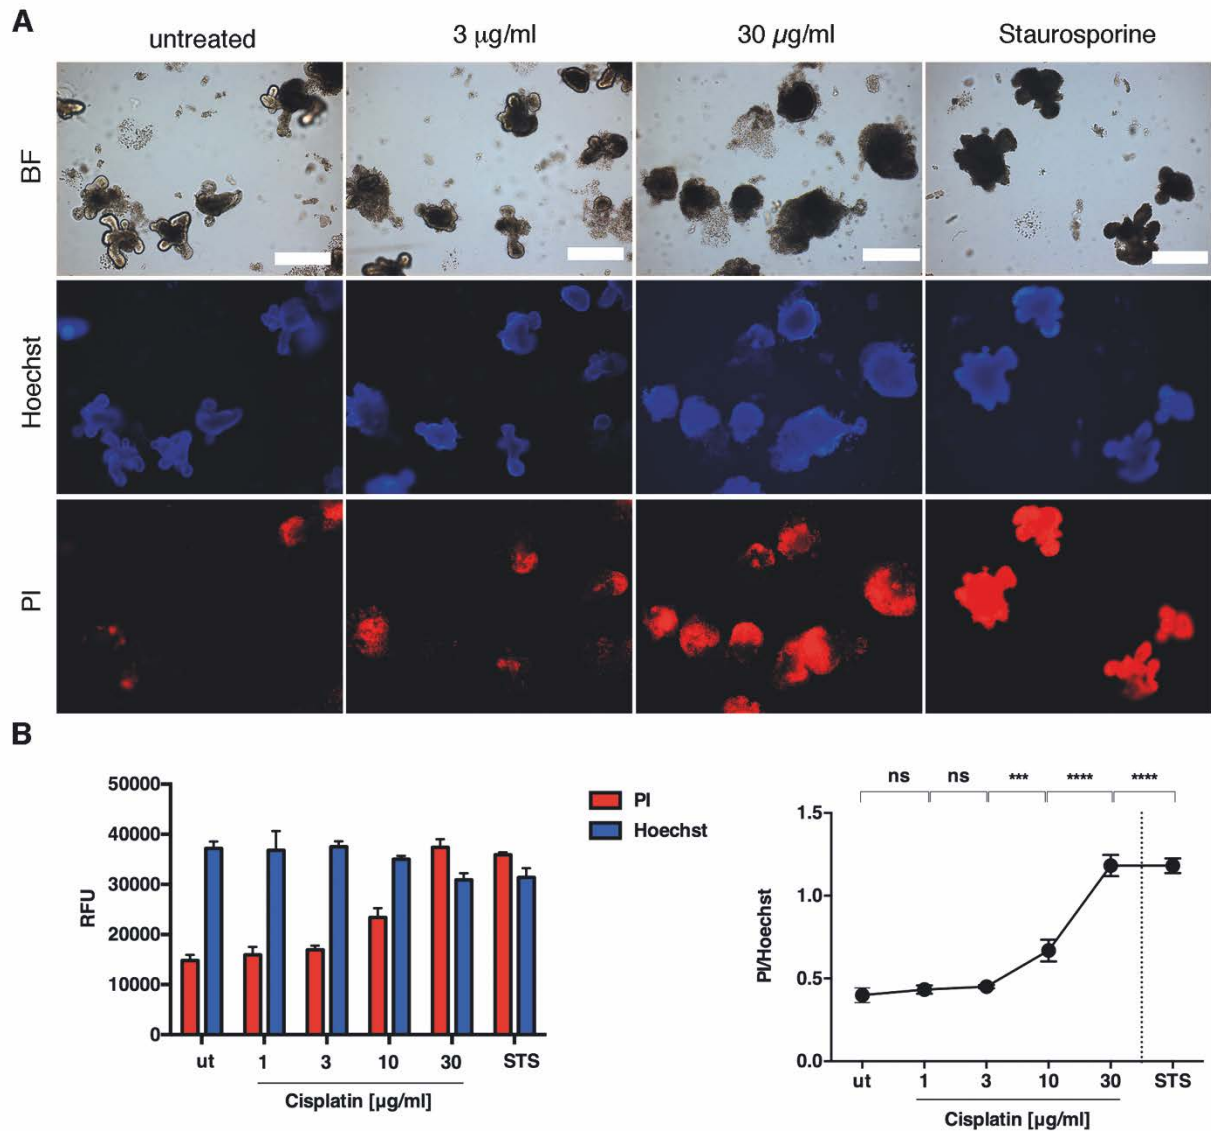 A
untreated
3 μg/ml
30 µg/ml
Staurosporine
BF
Hoechst
PI
B
50000
40000
30000
20000
10000
0
RFU
ut
1
3
10
30
STS
Cisplatin [µg/ml]
PI
Hoechst
ns
ns
***
****
****
1.5
1.0
0.5
0.0
PI/Hoechst
ut
1
3
10
30
STS
Cisplatin [µg/ml]